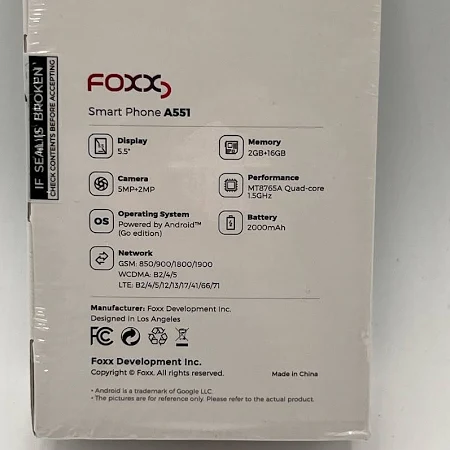 IF SEAL IS BROKEN
CHECK CONTENTS BEFORE ACCEPTING
FOXX
Smart Phone A551
Display
5.5"
Memory
2GB+16GB
Camera
5MP+2MP
Performance
MT8765A Quad-core
1.5GHz
OS
Operating System
Powered by Android™
(Go edition)
Battery
2000mAh
Network
GSM: 850/900/1800/1900
WCDMA: B2/4/5
LTE: B2/4/5/12/13/17/41/66/71
Manufacturer: Foxx Development Inc.
Designed in Los Angeles
FC
Foxx Development Inc.
Copyright © Foxx. All rights reserved.
Made in China
• Android is a trademark of Google LLC.
• The pictures are for reference only. Please refer to the actual product.